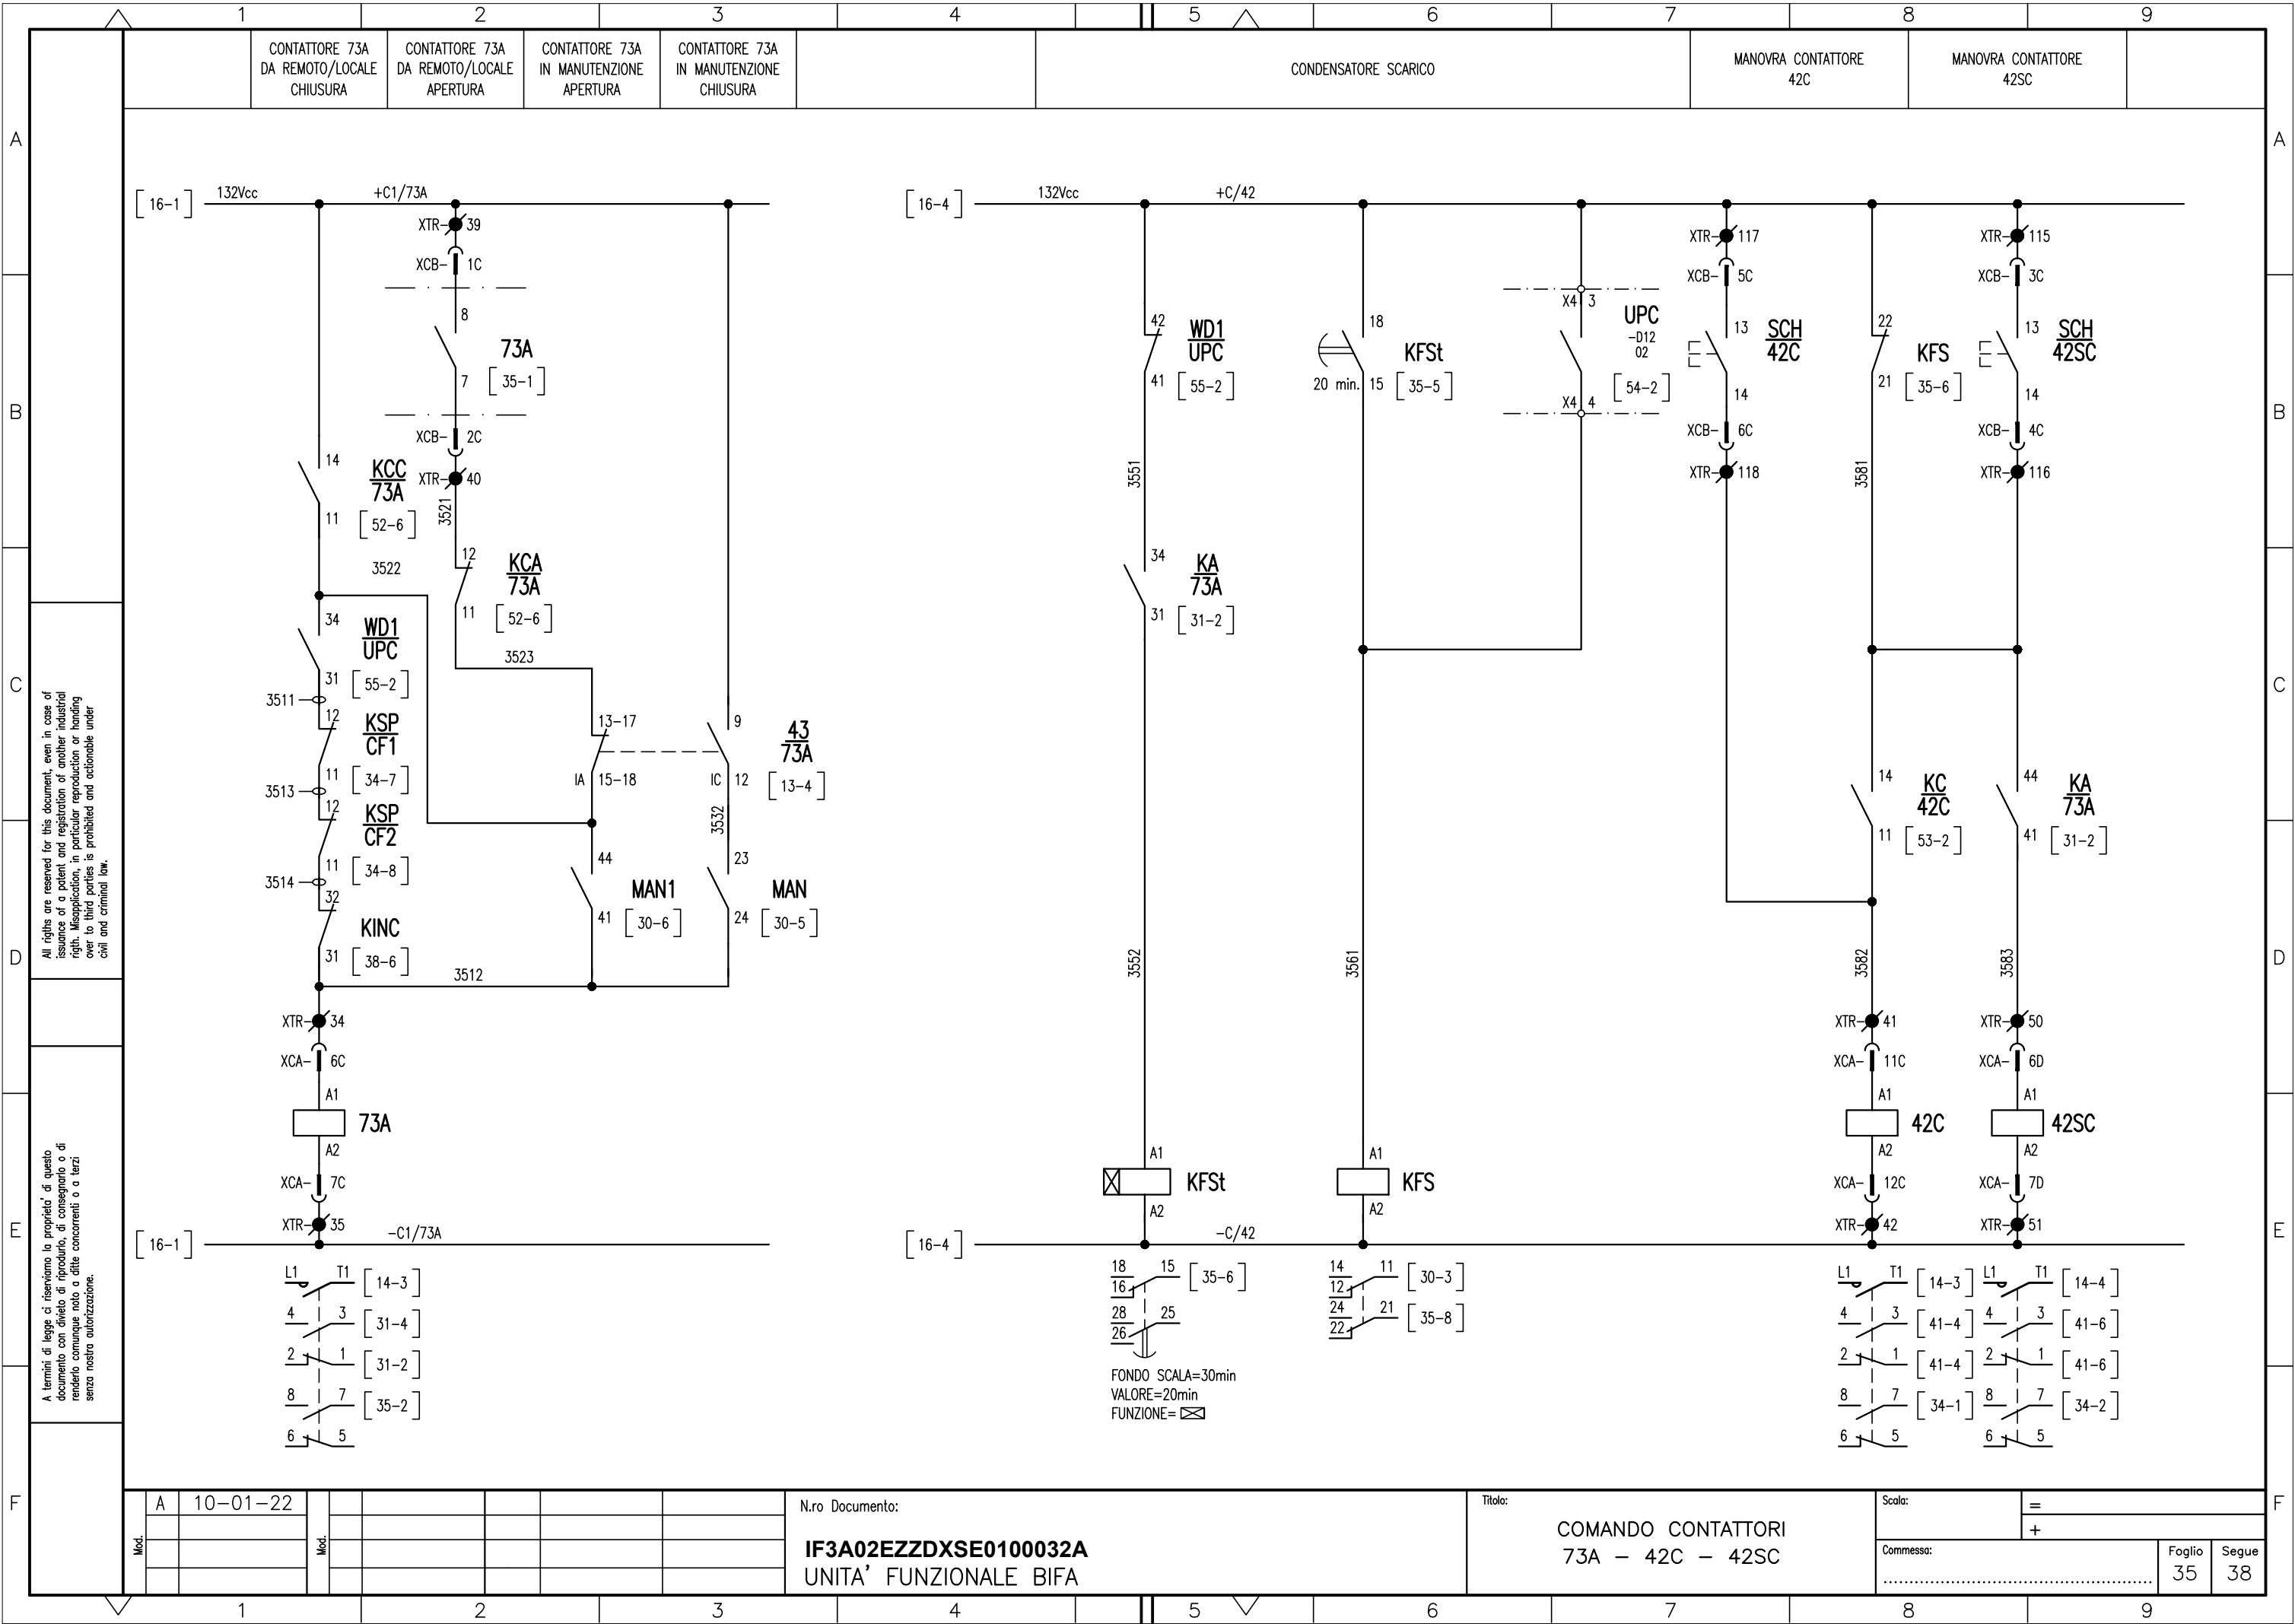 1 2 3 4 5 6 7 8 9
CONTATTORE 73A
DA REMOTO/LOCALE
CHIUSURA
CONTATTORE 73A
DA REMOTO/LOCALE
APERTURA
CONTATTORE 73A
IN MANUTENZIONE
APERTURA
CONTATTORE 73A
IN MANUTENZIONE
CHIUSURA
CONDENSATORE SCARICO
MANOVRA CONTATTORE
42C
MANOVRA CONTATTORE
42SC
A A
B B
C C
D D
E E
F F
[16-1] 132Vcc +C1/73A
XTR- 39
XCB- 1C
8
73A
7 [35-1]
XCB- 2C
XTR- 40
3521
14
KCC
73A
11 [52-6]
3522
12
KCA
73A
11 [52-6]
3523
34
WD1
UPC
31 [55-2]
3511
12
KSP
CF1
11 [34-7]
3513
12
KSP
CF2
11 [34-8]
3514
32
KINC
31 [38-6]
3512
13-17
IA 15-18
9
43
73A
IC 12 [13-4]
3532
44
MAN1
41 [30-6]
23
MAN
24 [30-5]
XTR- 34
XCA- 6C
A1
73A
A2
XCA- 7C
XTR- 35
[16-1] -C1/73A
L1 T1 [14-3]
4 3 [31-4]
2 1 [31-2]
8 7 [35-2]
6 5
[16-4] 132Vcc +C/42
42
WD1
UPC
41 [55-2]
3551
34
KA
73A
31 [31-2]
3552
A1
KFSt
A2
18
KFSt
20 min. 15 [35-5]
3561
A1
KFS
A2
X4 3
UPC
-D12
02
[54-2]
X4 4
XTR- 117
XCB- 5C
13
SCH
42C
14
XCB- 6C
XTR- 118
22
KFS
21 [35-6]
3581
XTR- 115
XCB- 3C
13
SCH
42SC
14
XCB- 4C
XTR- 116
14
KC
42C
11 [53-2]
3582
44
KA
73A
41 [31-2]
3583
XTR- 41
XCA- 11C
A1
42C
A2
XCA- 12C
XTR- 42
XTR- 50
XCA- 6D
A1
42SC
A2
XCA- 7D
XTR- 51
[16-4] -C/42
18 15 [35-6]
16
28 25
26
FONDO SCALA=30min
VALORE=20min
FUNZIONE=
14 11 [30-3]
12
24 21 [35-8]
22
L1 T1 [14-3]
4 3 [41-4]
2 1 [41-4]
8 7 [34-1]
6 5
L1 T1 [14-4]
4 3 [41-6]
2 1 [41-6]
8 7 [34-2]
6 5
All rigths are reserved for this document, even in case of
issuance of a patent and registration of another industrial
rigth. Misapplication, in particular reproduction or handing
over to third parties is prohibited and actionable under
civil and criminal law.
A termini di legge ci riserviamo la proprieta' di questo
documento con divieto di riprodurlo, di consegnarlo o di
renderlo comunque noto a ditte concorrenti o a terzi
senza nostra autorizzazione.
A 10-01-22
Mod. Mod.
N.ro Documento:
IF3A02EZZDXSE0100032A
UNITA' FUNZIONALE BIFA
Titolo:
COMANDO CONTATTORI
73A - 42C - 42SC
Scala:
=
+
Commessa:
Foglio
35
Segue
38
1 2 3 4 5 6 7 8 9